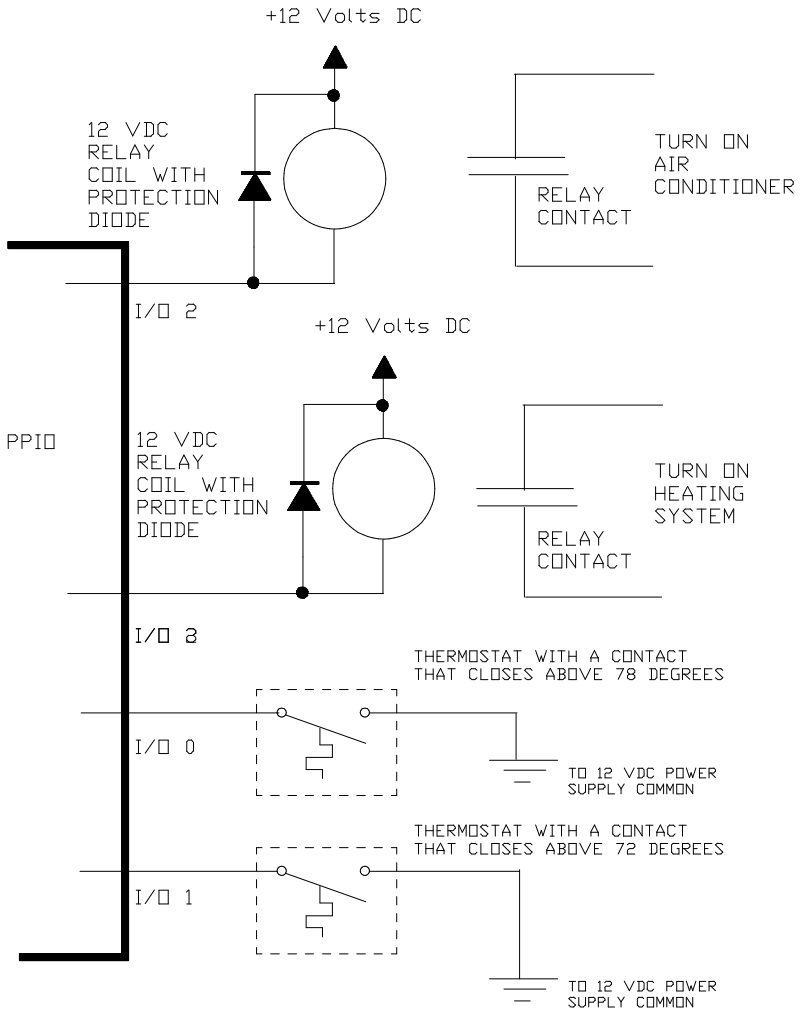 +12 Volts DC
12 VDC
RELAY
COIL WITH
PROTECTION
DIODE
TURN ON
AIR
CONDITIONER
RELAY
CONTACT
I/O 2
+12 Volts DC
PPIO
12 VDC
RELAY
COIL WITH
PROTECTION
DIODE
TURN ON
HEATING
SYSTEM
RELAY
CONTACT
I/O 3
THERMOSTAT WITH A CONTACT
THAT CLOSES ABOVE 78 DEGREES
I/O 0
TO 12 VDC POWER
SUPPLY COMMON
THERMOSTAT WITH A CONTACT
THAT CLOSES ABOVE 72 DEGREES
I/O 1
TO 12 VDC POWER
SUPPLY COMMON